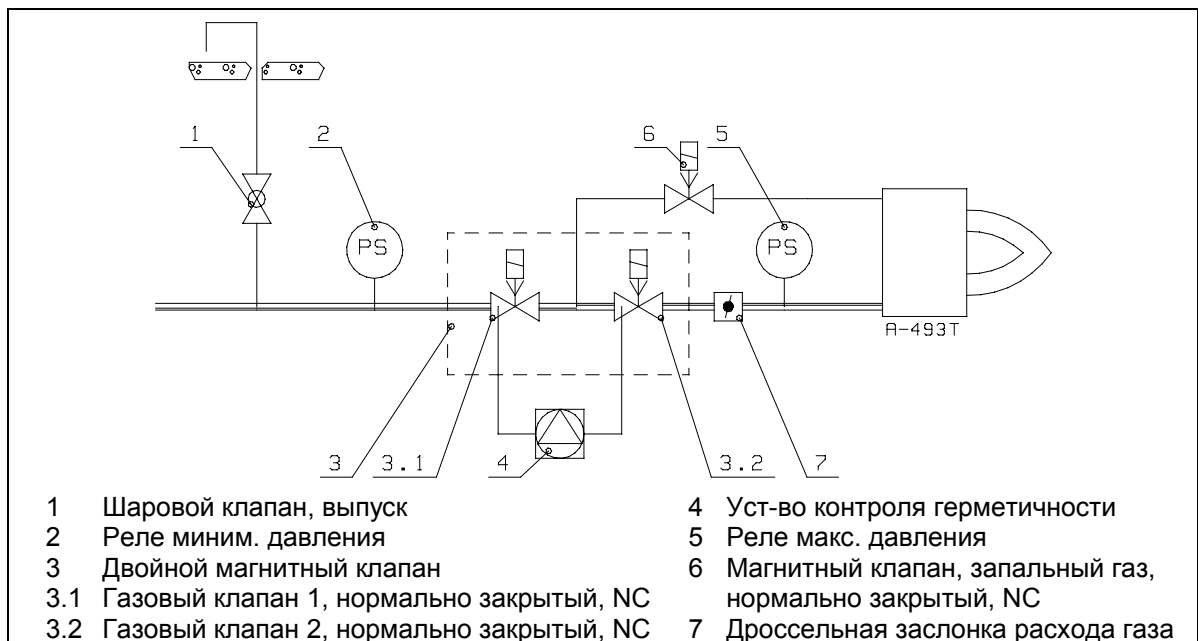 1
2
6
5
PS
PS
A-493T
3
3.1
4
3.2
7
1 Шаровой клапан, выпуск
2 Реле миним. давления
3 Двойной магнитный клапан
3.1 Газовый клапан 1, нормально закрытый, NC
3.2 Газовый клапан 2, нормально закрытый, NC
4 Уст-во контроля герметичности
5 Реле макс. давления
6 Магнитный клапан, запальный газ,
нормально закрытый, NC
7 Дроссельная заслонка расхода газа